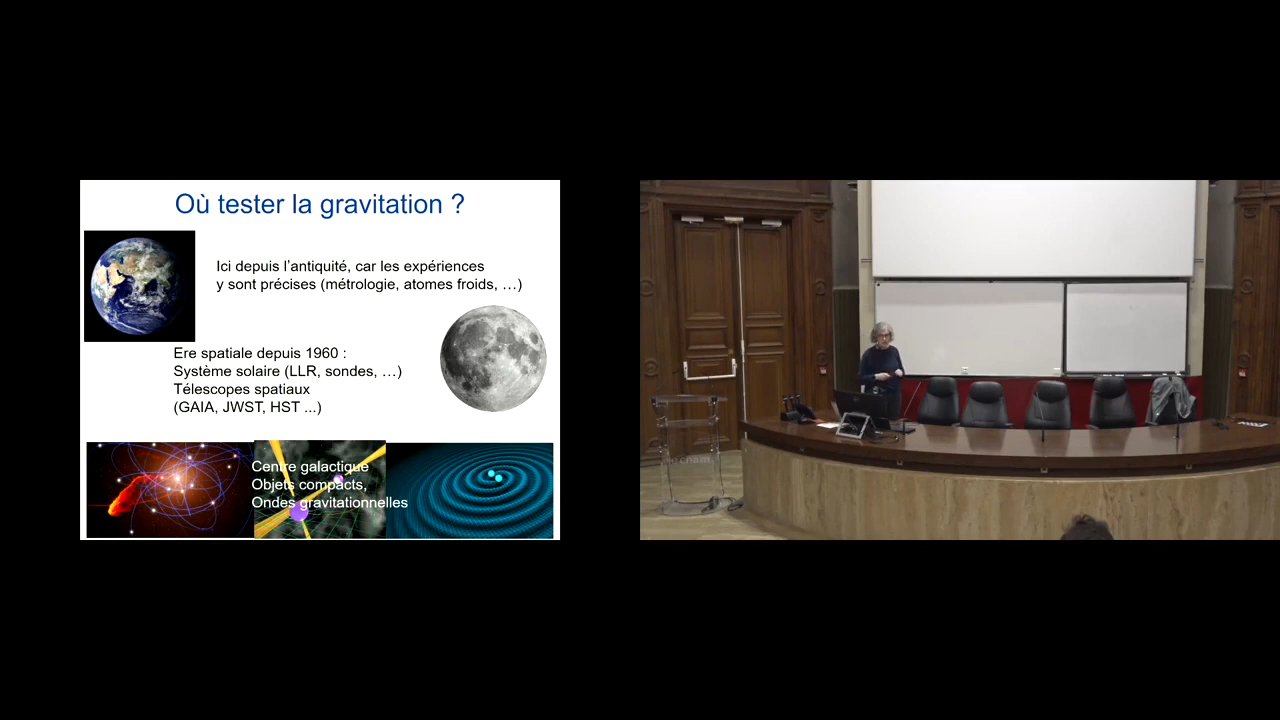 Où tester la gravitation ?
Ici depuis l'antiquité, car les expériences
y sont précises (métrologie, atomes froids, …)
Ere spatiale depuis 1960 :
Système solaire (LLR, sondes, …)
Télescopes spatiaux
(GAIA, JWST, HST ...)
Centre galactique
Objets compacts,
Ondes gravitationnelles